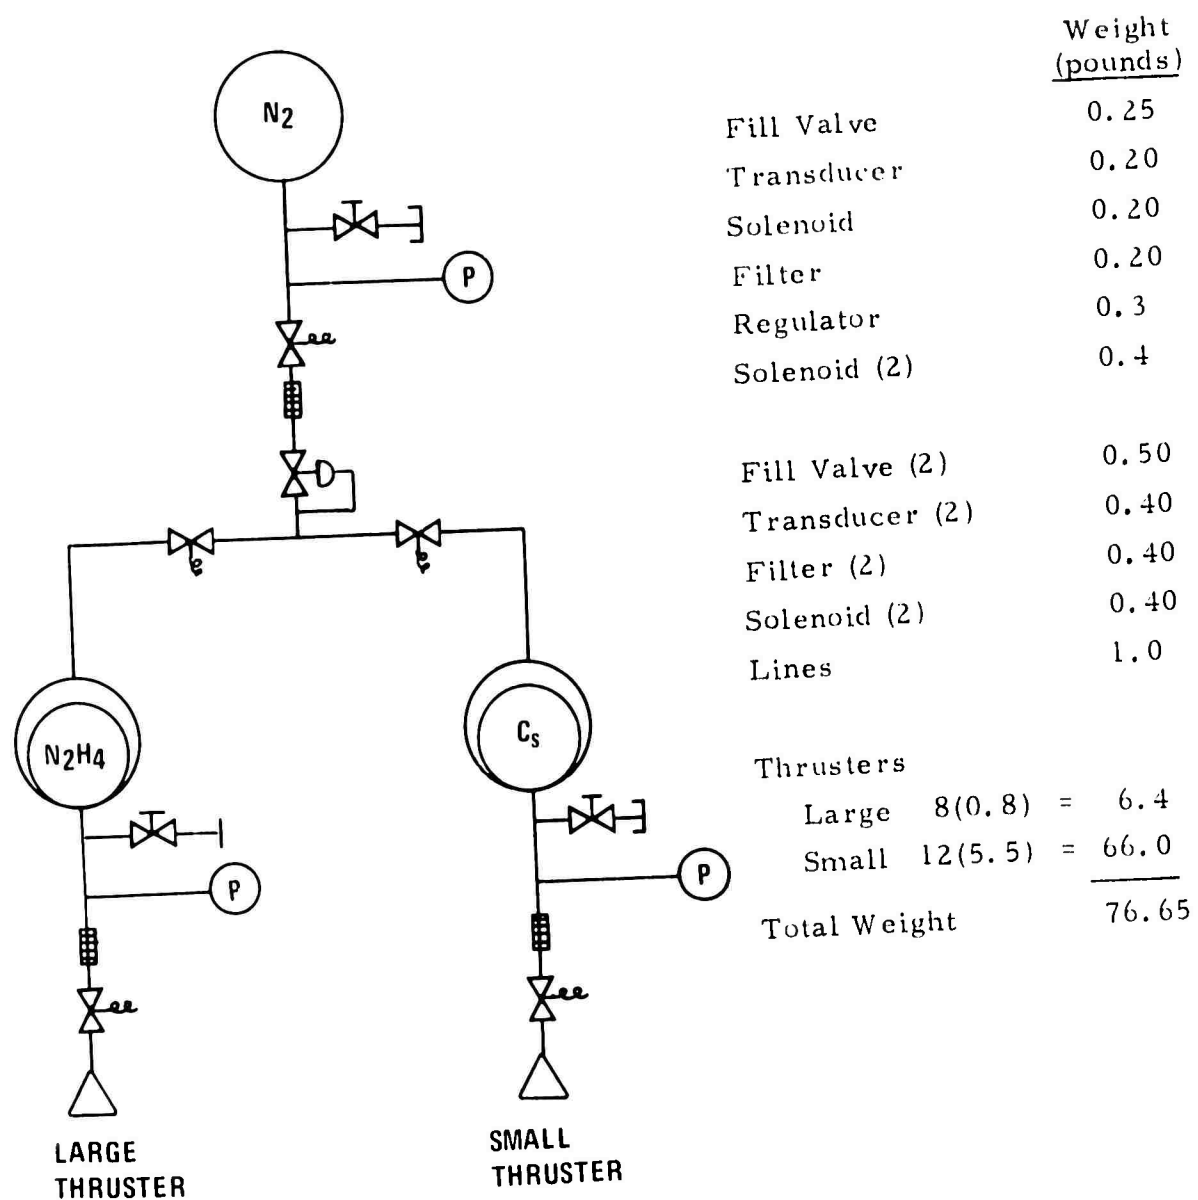 Weight
(pounds)
N2
Fill Valve 0.25
Transducer 0.20
Solenoid 0.20
P
Filter 0.20
Regulator 0.3
Solenoid (2) 0.4
Fill Valve (2) 0.50
Transducer (2) 0.40
Filter (2) 0.40
Solenoid (2) 0.40
Lines 1.0
N2H4
Cs
Thrusters
Large 8(0.8) = 6.4
Small 12(5.5) = 66.0
P
P
Total Weight 76.65
LARGE
THRUSTER
SMALL
THRUSTER